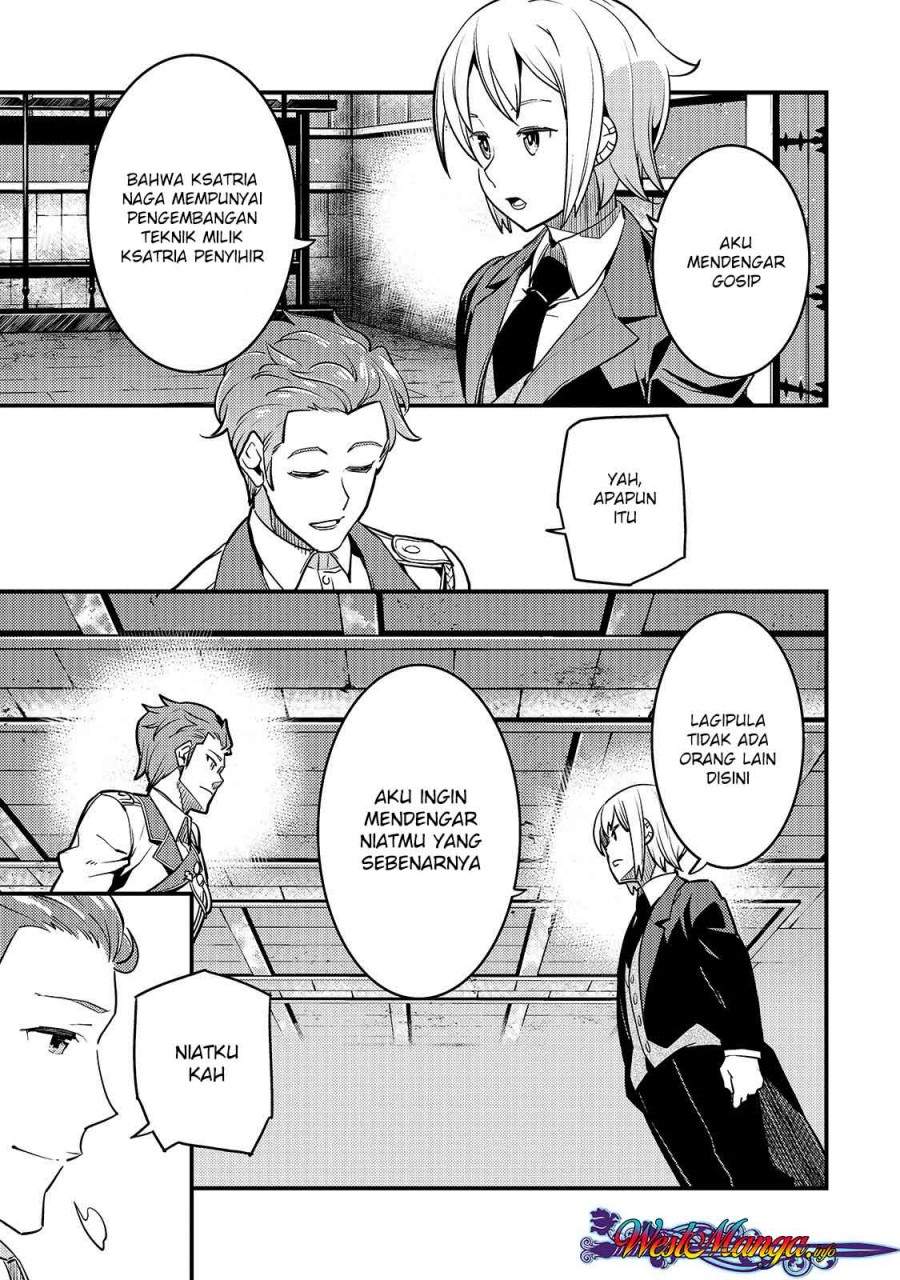 AKU
MENDENGAR
GOSIP
BAHWA KSATRIA
NAGA MEMPUNYAI
PENGEMBANGAN
TEKNIK MILIK
KSATRIA PENYIHIR
YAH,
APAPUN
ITU
LAGIPULA
TIDAK ADA
ORANG LAIN
DISINI
AKU INGIN
MENDENGAR
NIATMU YANG
SEBENARNYA
NIATKU
KAH
WestManga.info